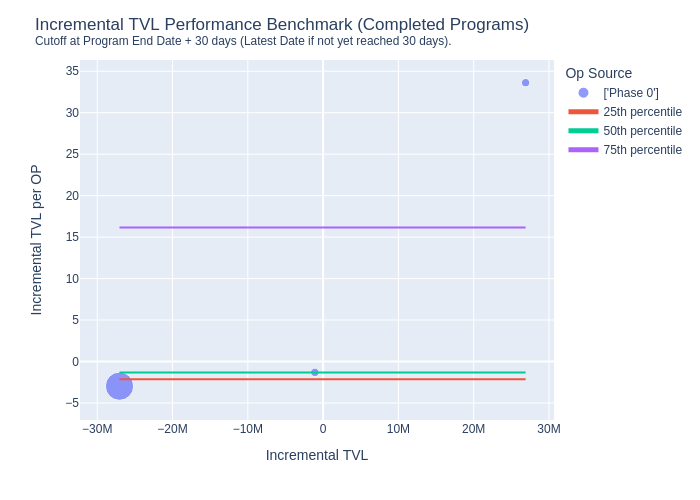 Incremental TVL Performance Benchmark (Completed Programs)
Cutoff at Program End Date + 30 days (Latest Date if not yet reached 30 days).
Op Source
['Phase 0']
25th percentile
50th percentile
75th percentile
Incremental TVL per OP
35
30
25
20
15
10
5
0
−5
−30M
−20M
−10M
0
10M
20M
30M
Incremental TVL